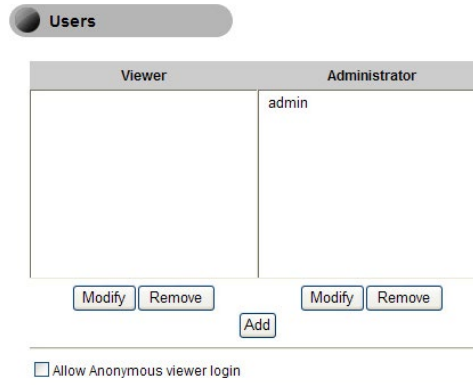 Users
Viewer Administrator
admin
Modify Remove Modify Remove
Add
Allow Anonymous viewer login